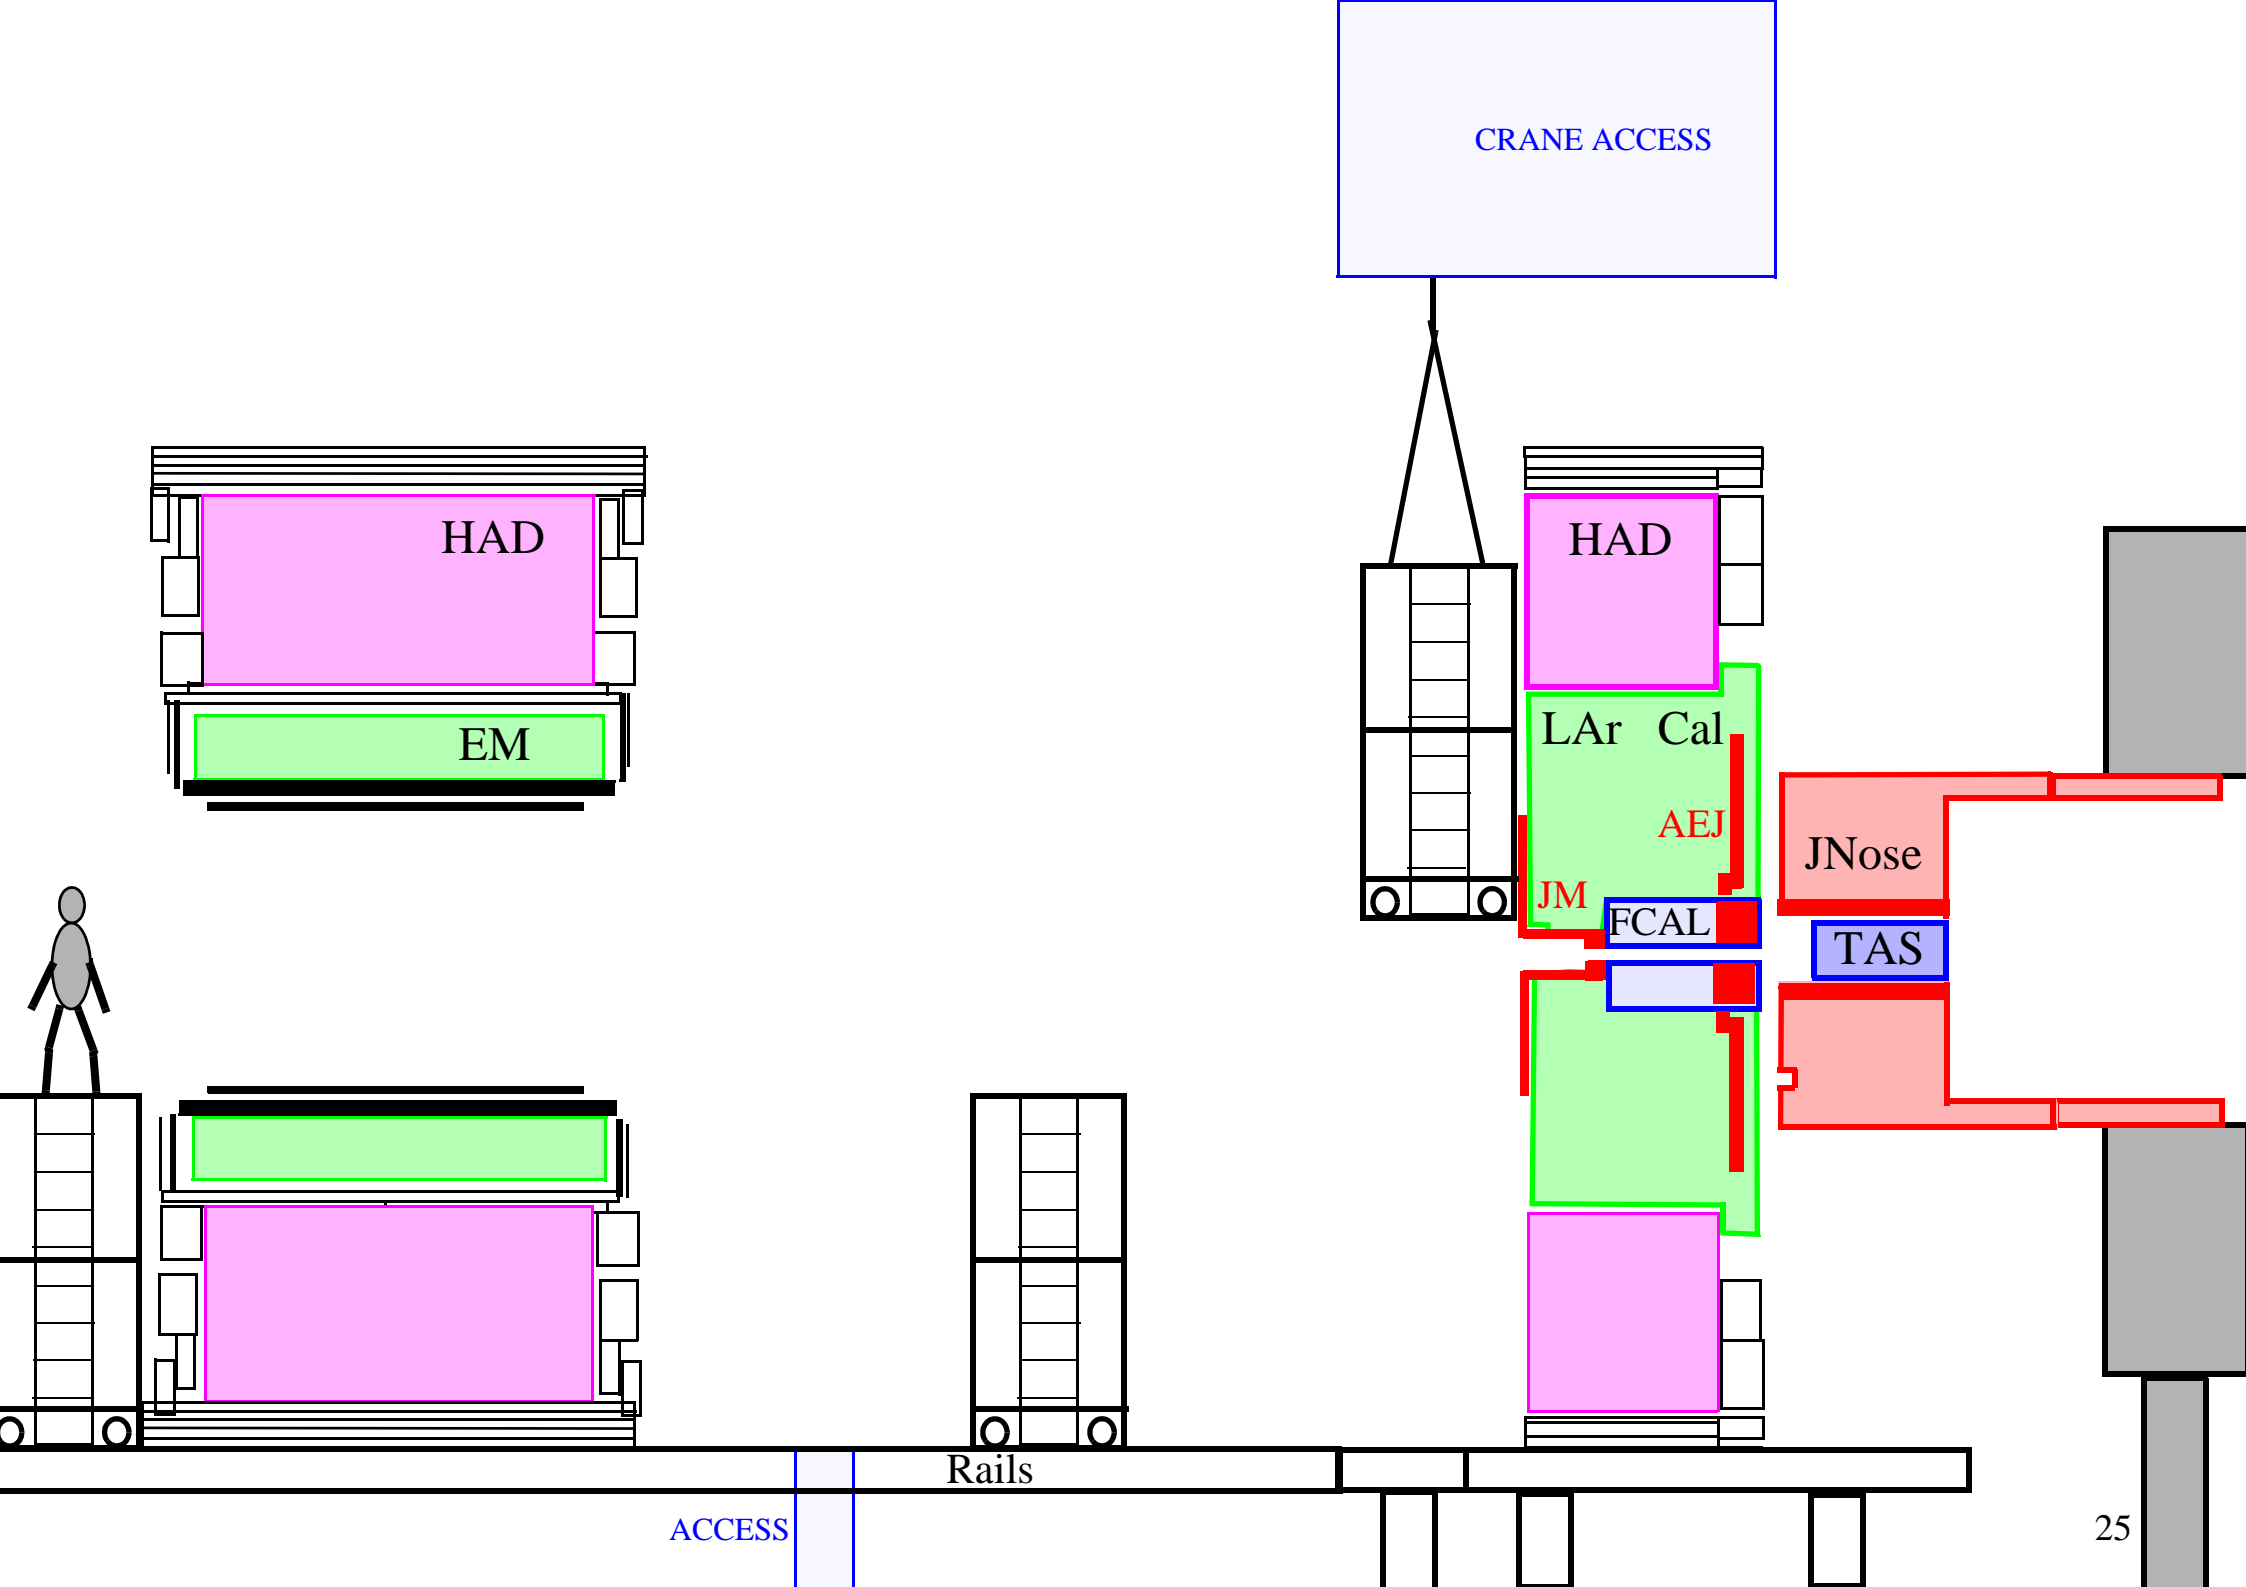 CRANE ACCESS
HAD
HAD
EM
LAr Cal
AEJ
JNose
JM
FCAL
TAS
Rails
ACCESS
25